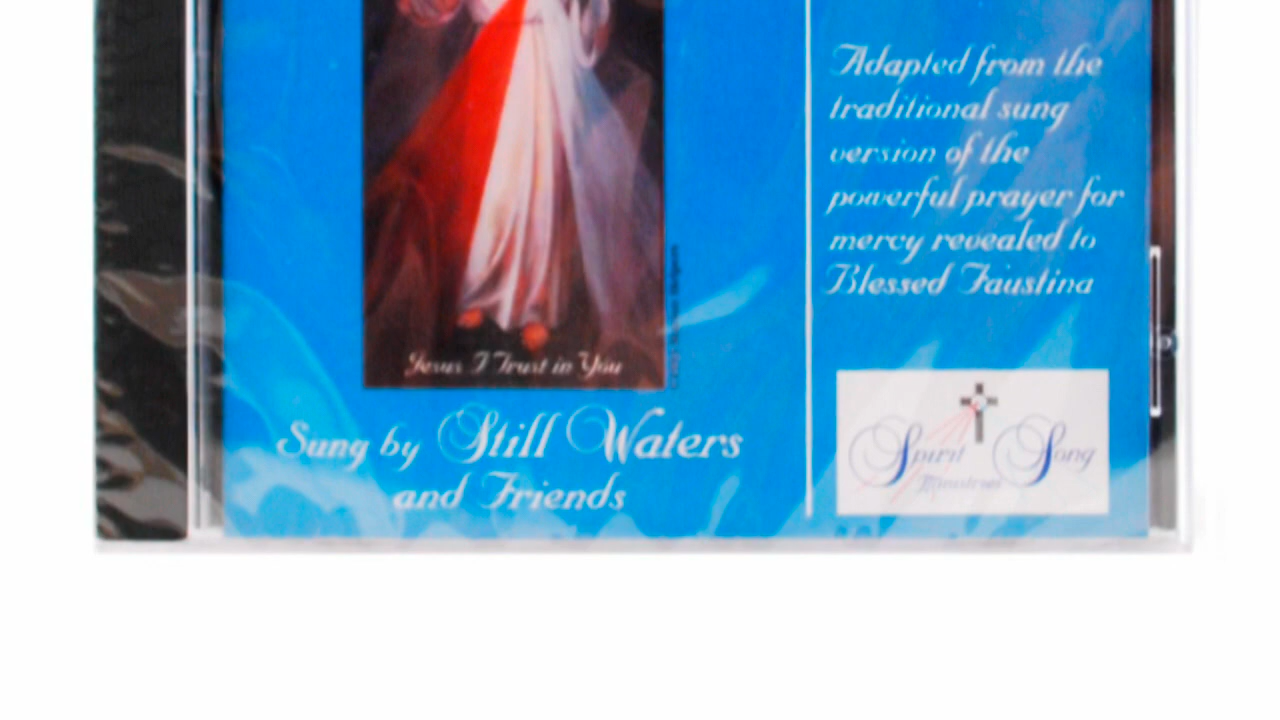 Adapted from the
traditional sung
version of the
powerful prayer for
mercy revealed to
Blessed Faustina
Jesus I Trust in You
Sung by Still Waters
and Friends
Spirit Song
Ministries